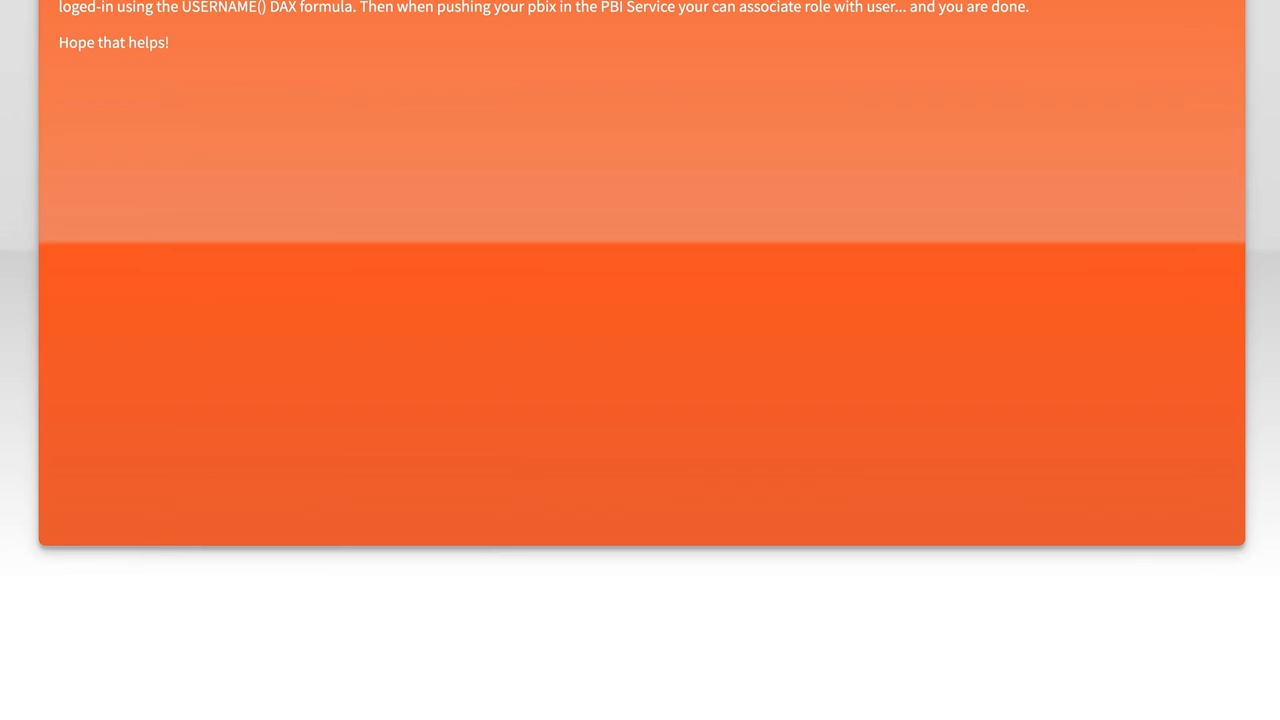 loged-in using the USERNAME() DAX formula. Then when pushing your pbix in the PBI Service your can associate role with user... and you are done.
Hope that helps!